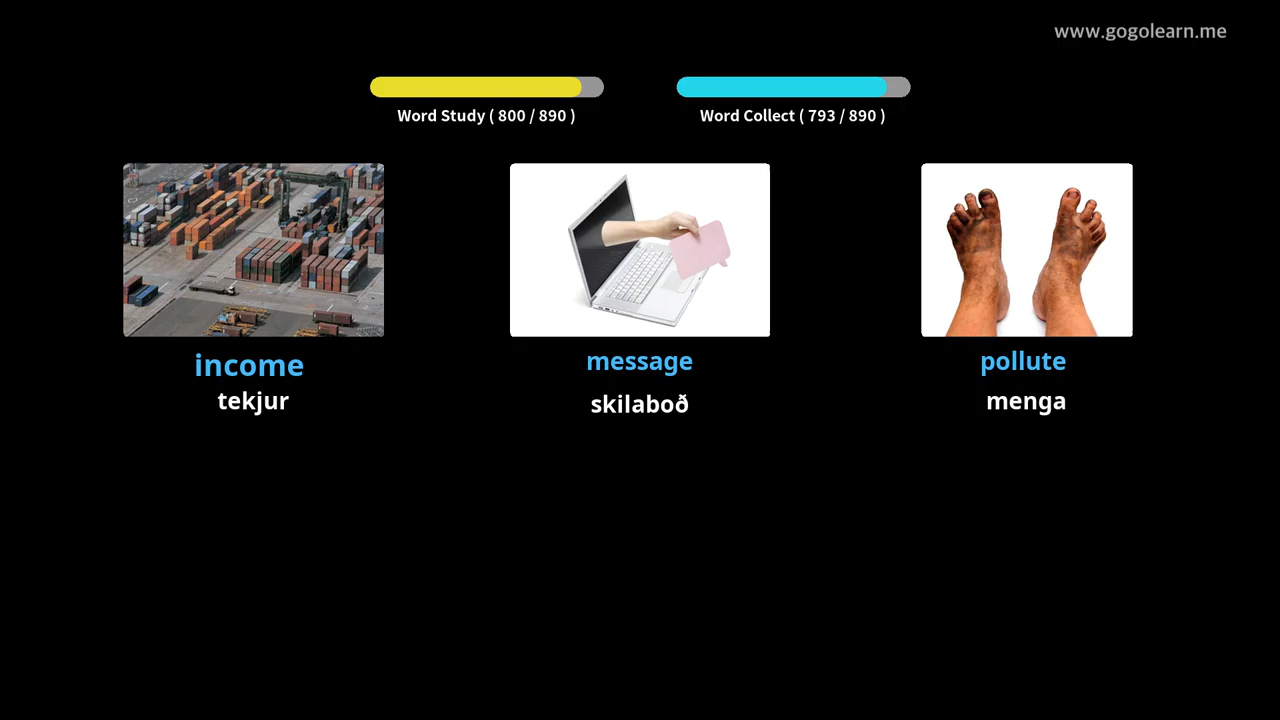 www.gogolearn.me
Word Study ( 800 / 890 )
Word Collect ( 793 / 890 )
income
message
pollute
tekjur
skilaboð
menga